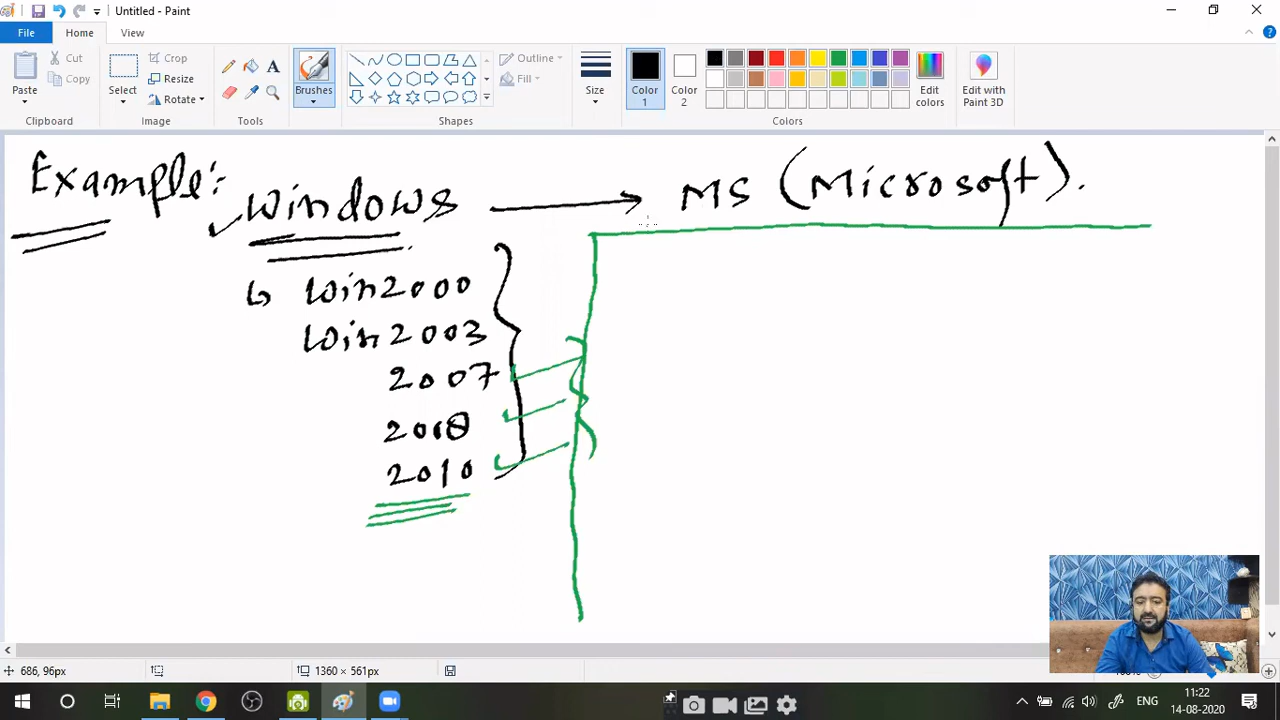 Untitled - Paint
File Home View
Paste Cut Copy Clipboard
Select Crop Resize Rotate Image
Tools
Brushes
Outline Fill Shapes
Size
Color 1 Color 2 Colors
Edit colors
Edit with Paint 3D
Example:
Windows → MS (Microsoft).
Win2000
Win2003
2007
2008
2010
686, 96px 1360 × 561px
ENG 11:22 14-08-2020